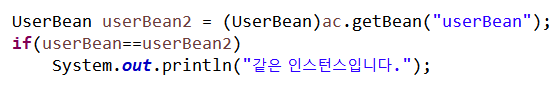 UserBean userBean2 = (UserBean)ac.getBean("userBean");
if(userBean==userBean2)
    System.out.println("같은 인스턴스입니다.");